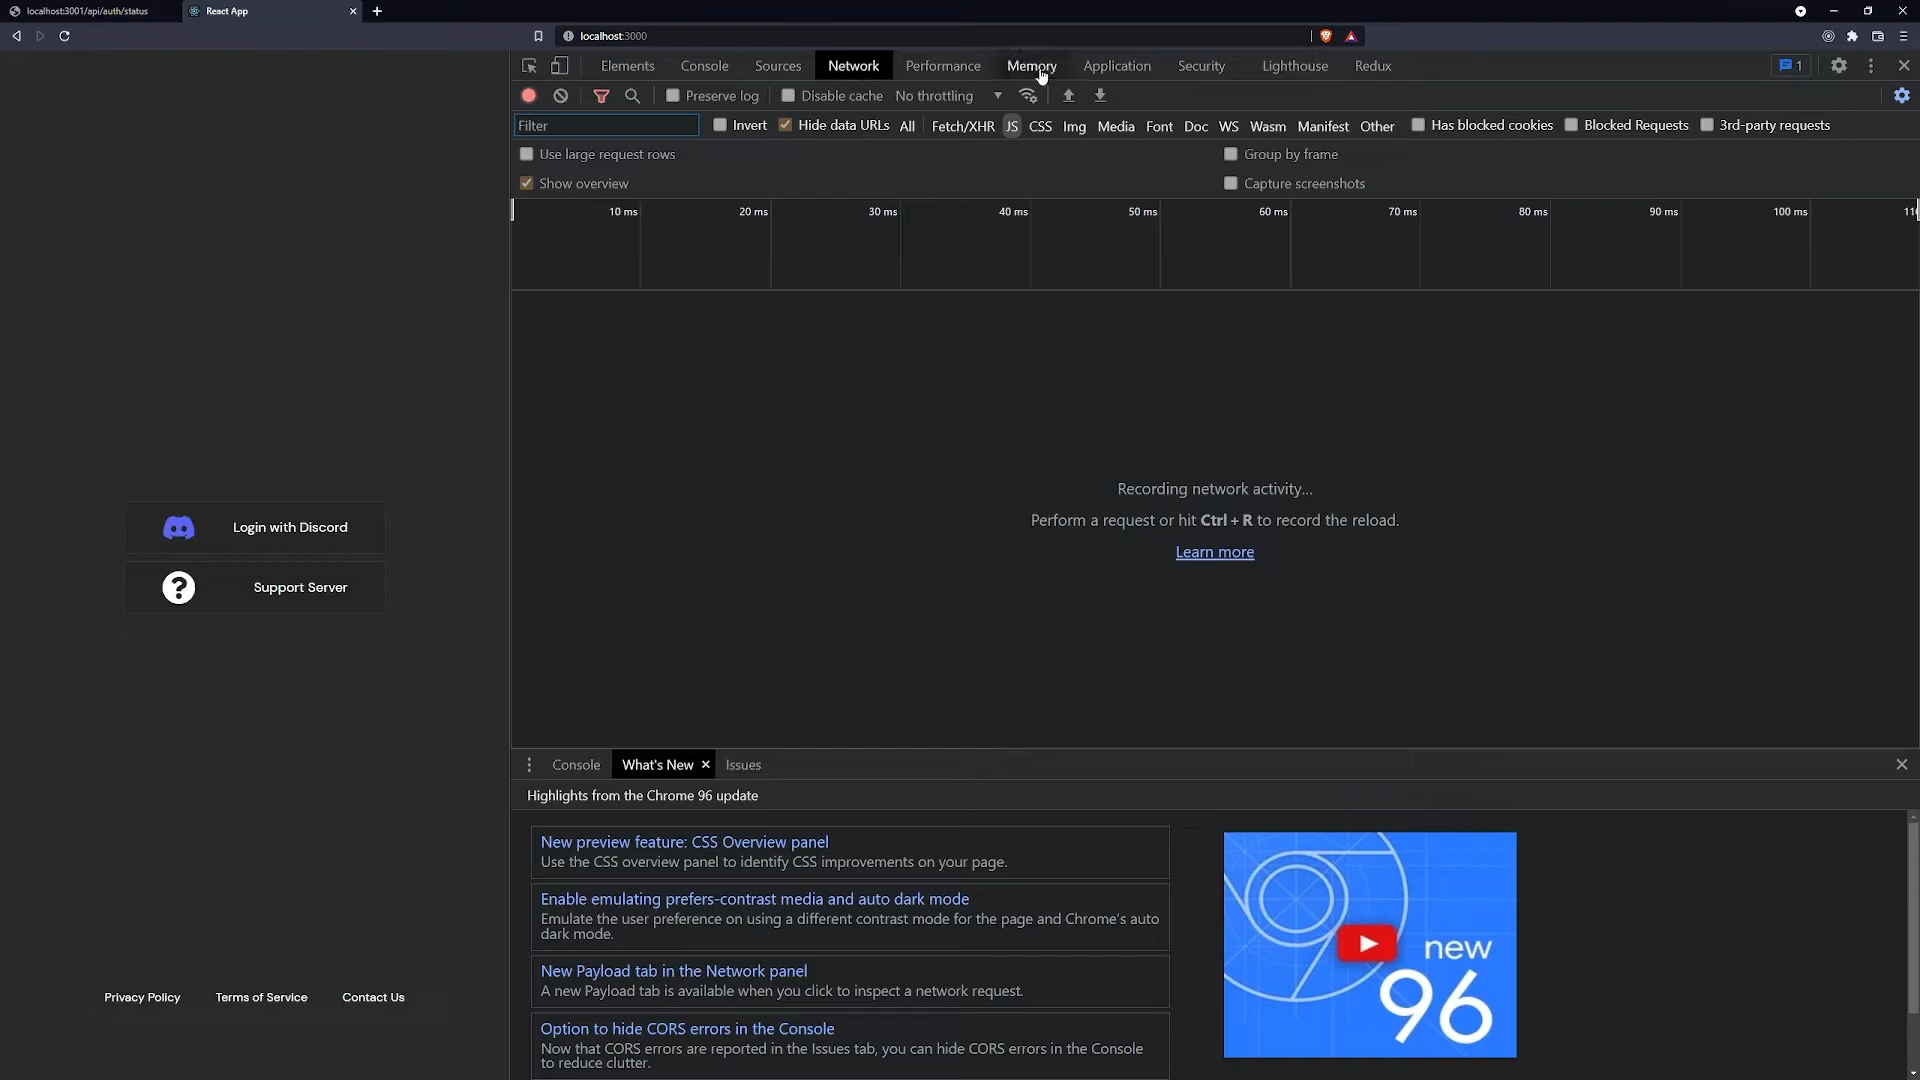 localhost:3001/api/auth/status
React App
localhost:3000
Elements Console Sources Network Performance Memory Application Security Lighthouse Redux 1
Preserve log Disable cache No throttling
Filter Invert Hide data URLs All Fetch/XHR JS CSS Img Media Font Doc WS Wasm Manifest Other Has blocked cookies Blocked Requests 3rd-party requests
Use large request rows Group by frame
Show overview Capture screenshots
10 ms 20 ms 30 ms 40 ms 50 ms 60 ms 70 ms 80 ms 90 ms 100 ms
Recording network activity...
Perform a request or hit Ctrl + R to record the reload.
Learn more
Login with Discord
Support Server
Privacy Policy Terms of Service Contact Us
Console What's New Issues
Highlights from the Chrome 96 update
New preview feature: CSS Overview panel
Use the CSS overview panel to identify CSS improvements on your page.
Enable emulating prefers-contrast media and auto dark mode
Emulate the user preference on using a different contrast mode for the page and Chrome's auto
dark mode.
New Payload tab in the Network panel
A new Payload tab is available when you click to inspect a network request.
Option to hide CORS errors in the Console
Now that CORS errors are reported in the Issues tab, you can hide CORS errors in the Console
to reduce clutter.
new
96